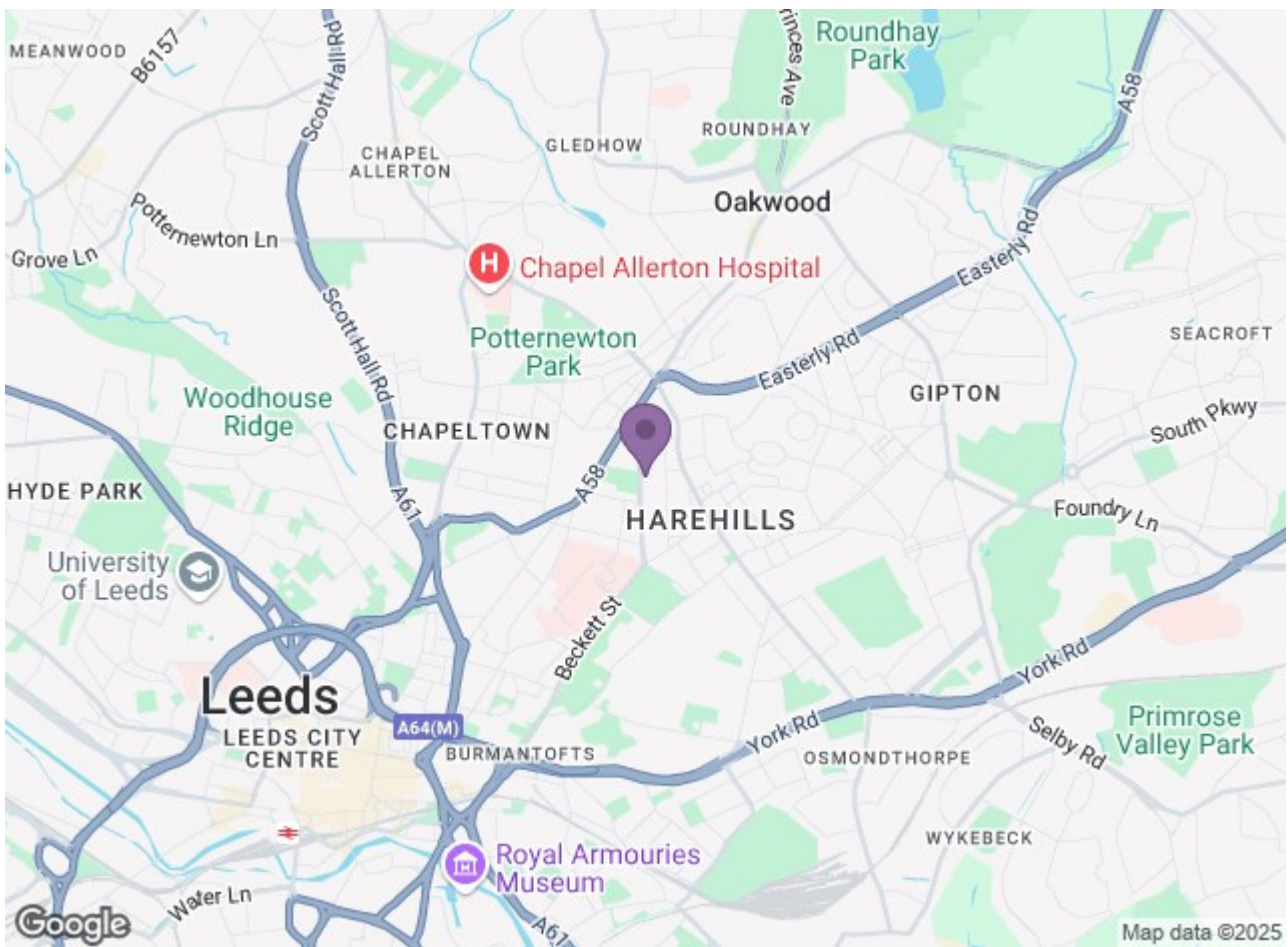 MEANWOOD
B6157
Scott Hall Rd
Princes Ave
Roundhay
Park
A58
CHAPEL
ALLERTON
GLEDHOW
ROUNDHAY
Oakwood
Potternewton Ln
Grove Ln
H
Chapel Allerton Hospital
Easterly Rd
Scott Hall Rd
Potternewton
Park
SEACROFT
Easterly Rd
Woodhouse
Ridge
CHAPELTOWN
GIPTON
South Pkwy
HYDE PARK
A61
A58
HAREHILLS
Foundry Ln
University
of Leeds
Beckett St
York Rd
Leeds
A64(M)
LEEDS CITY
CENTRE
BURMANTOFTS
York Rd
OSMONDTHORPE
Selby Rd
Primrose
Valley Park
WYKEBECK
Royal Armouries
Museum
Water Ln
A61
Google
Map data ©2025